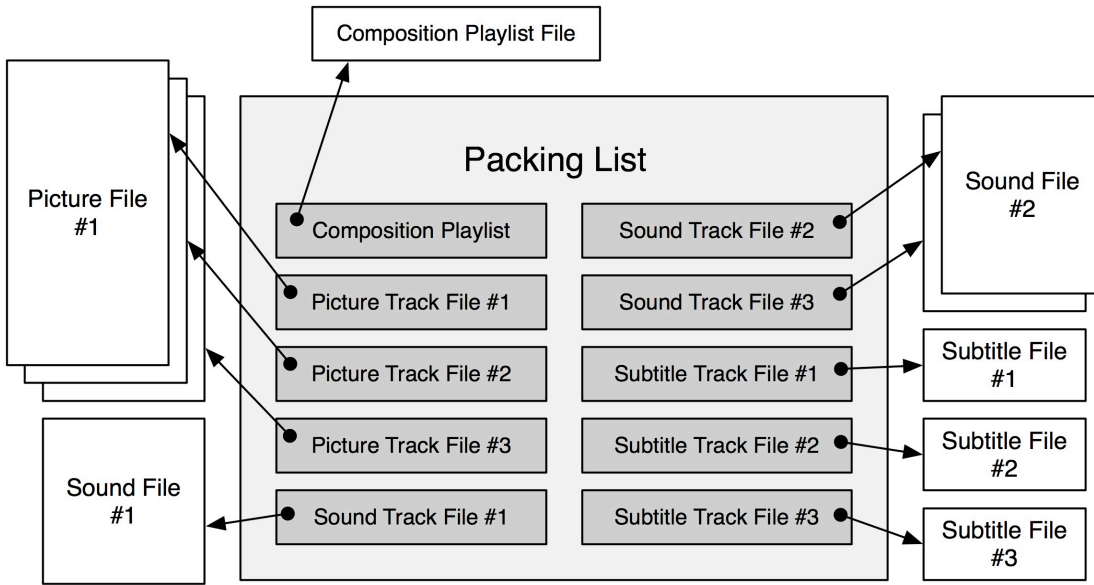 Composition Playlist File
Packing List
Picture File
#1
Sound File
#1
Composition Playlist
Picture Track File #1
Picture Track File #2
Picture Track File #3
Sound Track File #1
Sound Track File #2
Sound Track File #3
Subtitle Track File #1
Subtitle Track File #2
Subtitle Track File #3
Sound File
#2
Subtitle File
#1
Subtitle File
#2
Subtitle File
#3